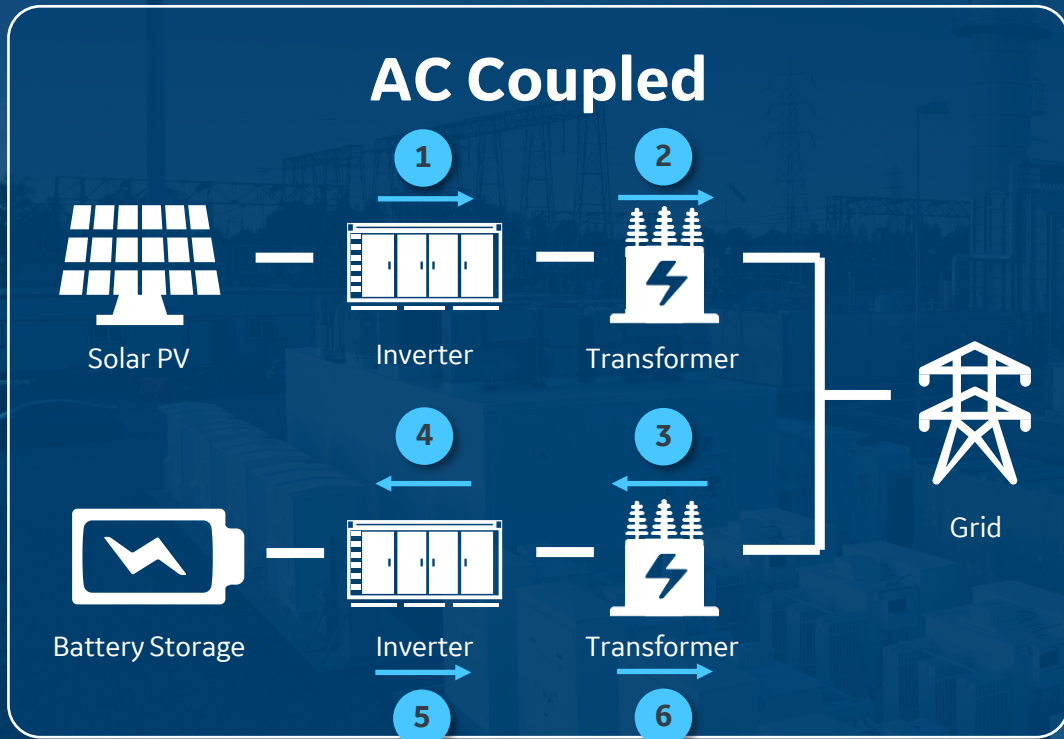 AC Coupled
1
2
Solar PV
Inverter
Transformer
4
3
Grid
Battery Storage
Inverter
Transformer
5
6